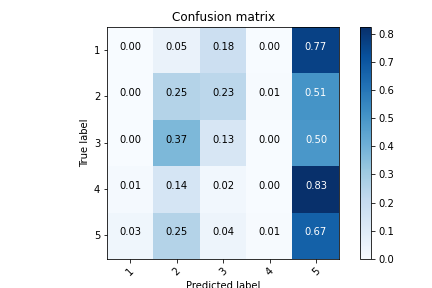 Confusion matrix
0.8
1 0.00 0.05 0.18 0.00 0.77
0.7
2 0.00 0.25 0.23 0.01 0.51
0.6
0.5
True label
3 0.00 0.37 0.13 0.00 0.50
0.4
0.3
4 0.01 0.14 0.02 0.00 0.83
0.2
5 0.03 0.25 0.04 0.01 0.67
0.1
0.0
1 2 3 4 5
Predicted label